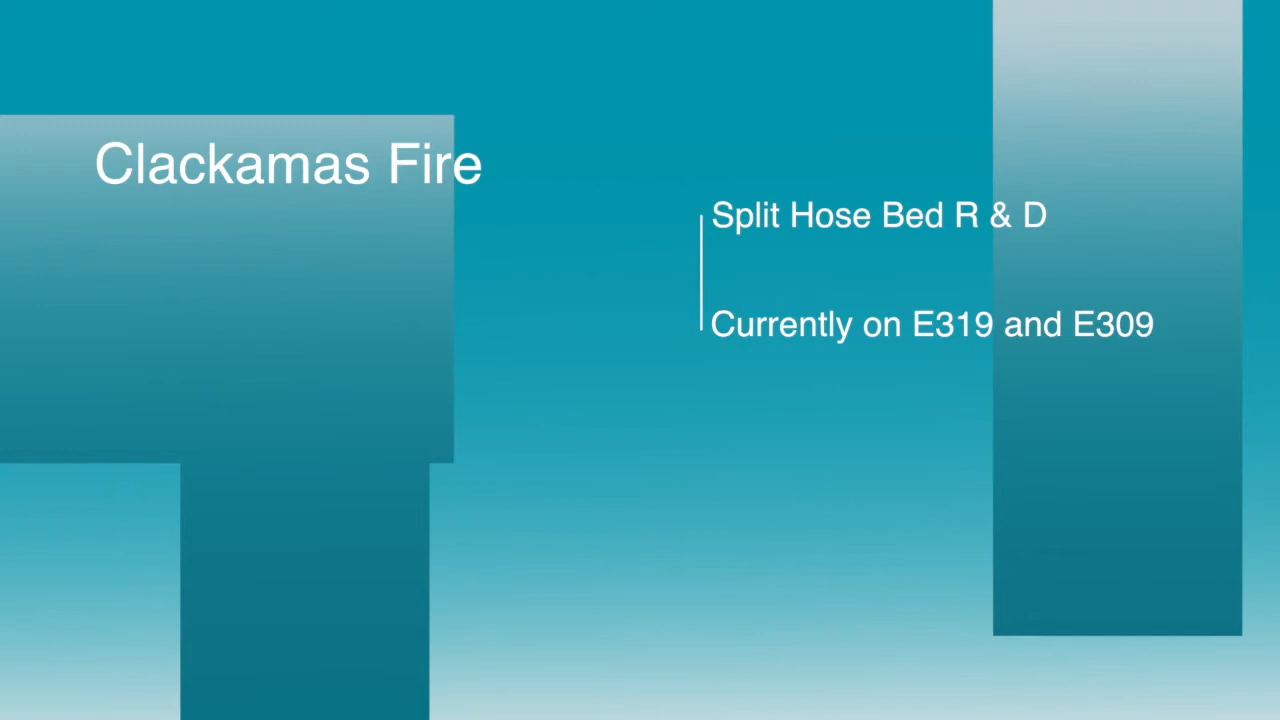 Clackamas Fire
Split Hose Bed R & D
Currently on E319 and E309